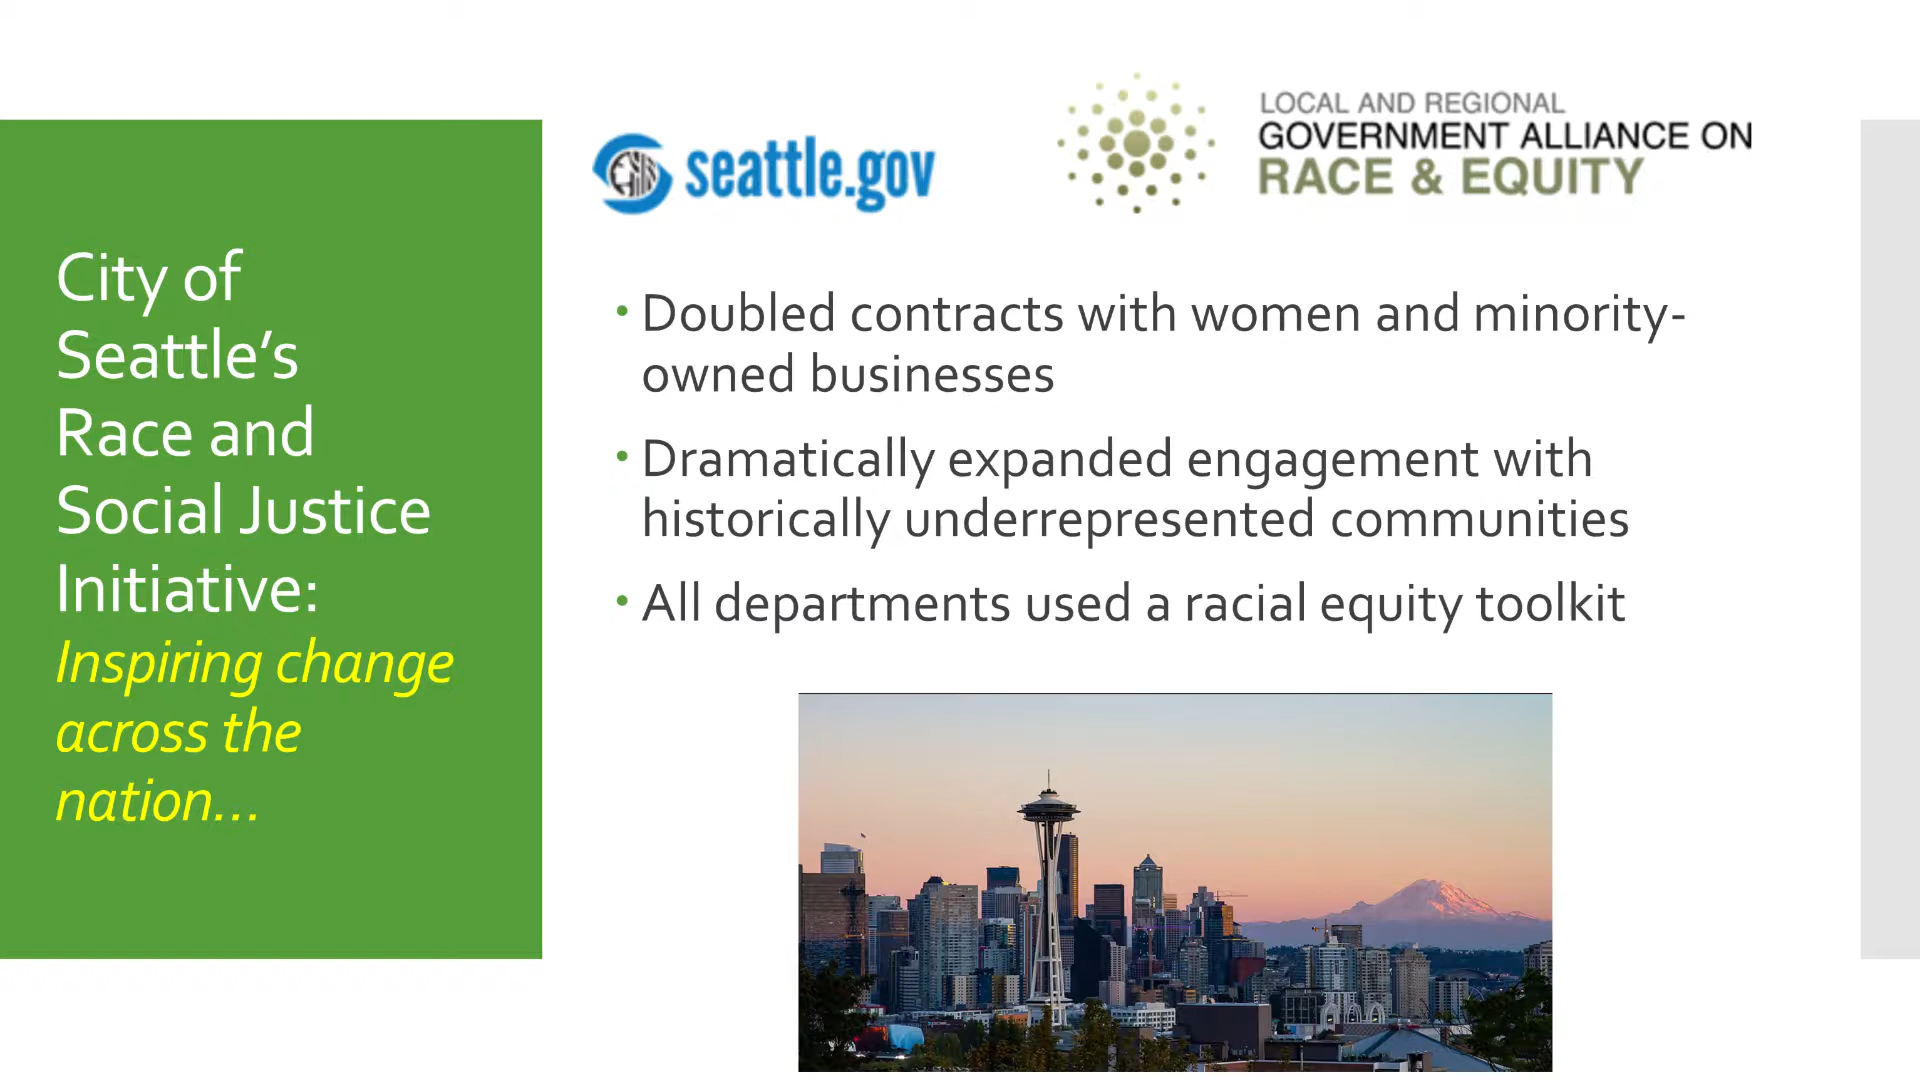 City of
Seattle’s
Race and
Social Justice
Initiative:
Inspiring change
across the
nation…
seattle.gov
LOCAL AND REGIONAL
GOVERNMENT ALLIANCE ON
RACE & EQUITY
• Doubled contracts with women and minority-
owned businesses
• Dramatically expanded engagement with
historically underrepresented communities
• All departments used a racial equity toolkit